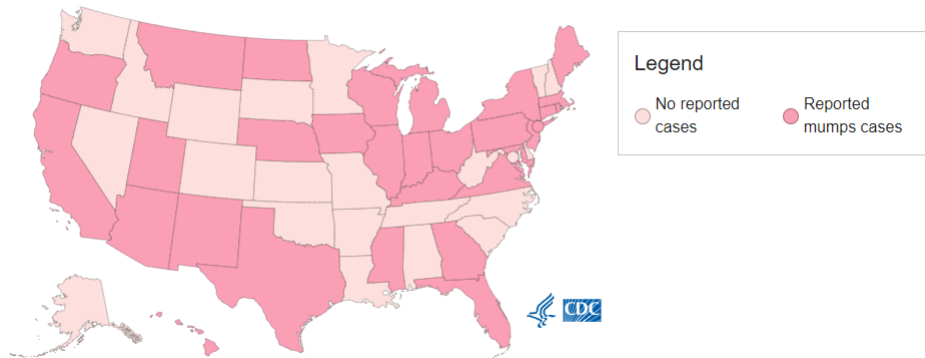 Legend
No reported
cases
Reported
mumps cases
CDC